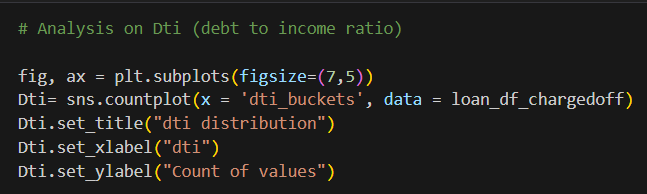 # Analysis on Dti (debt to income ratio)
fig, ax = plt.subplots(figsize=(7,5))
Dti= sns.countplot(x = 'dti_buckets', data = loan_df_chargedoff)
Dti.set_title("dti distribution")
Dti.set_xlabel("dti")
Dti.set_ylabel("Count of values")